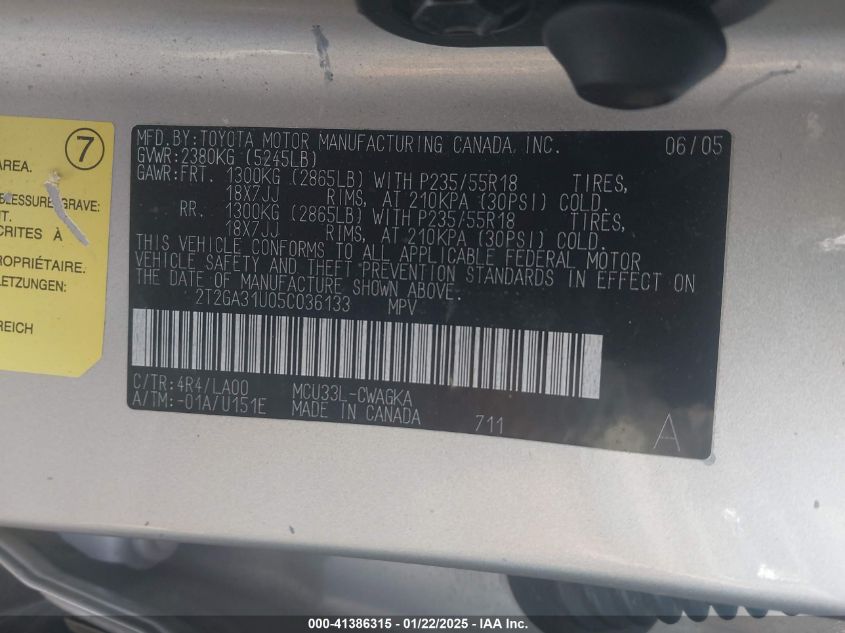 7
AREA.
BLESSURE GRAVE:
NT.
CRITES À
PROPRIÉTAIRE.
LETZUNGEN:
BEREICH
MFD.BY:TOYOTA MOTOR MANUFACTURING CANADA, INC. 06/05
GVWR:2380KG (5245LB)
GAWR:FRT. 1300KG (2865LB) WITH P235/55R18 TIRES,
18X7JJ RIMS, AT 210KPA (30PSI) COLD.
RR. 1300KG (2865LB) WITH P235/55R18 TIRES,
18X7JJ RIMS, AT 210KPA (30PSI) COLD.
THIS VEHICLE CONFORMS TO ALL APPLICABLE FEDERAL MOTOR
VEHICLE SAFETY AND THEFT PREVENTION STANDARDS IN EFFECT ON
THE DATE OF MANUFACTURE SHOWN ABOVE.
2T2GA31U05C036133 MPV
C/TR:4R4/LA00 MCU33L-CWAGKA
A/TM:-01A/U151E MADE IN CANADA 711
A
000-41386315 - 01/22/2025 - IAA Inc.